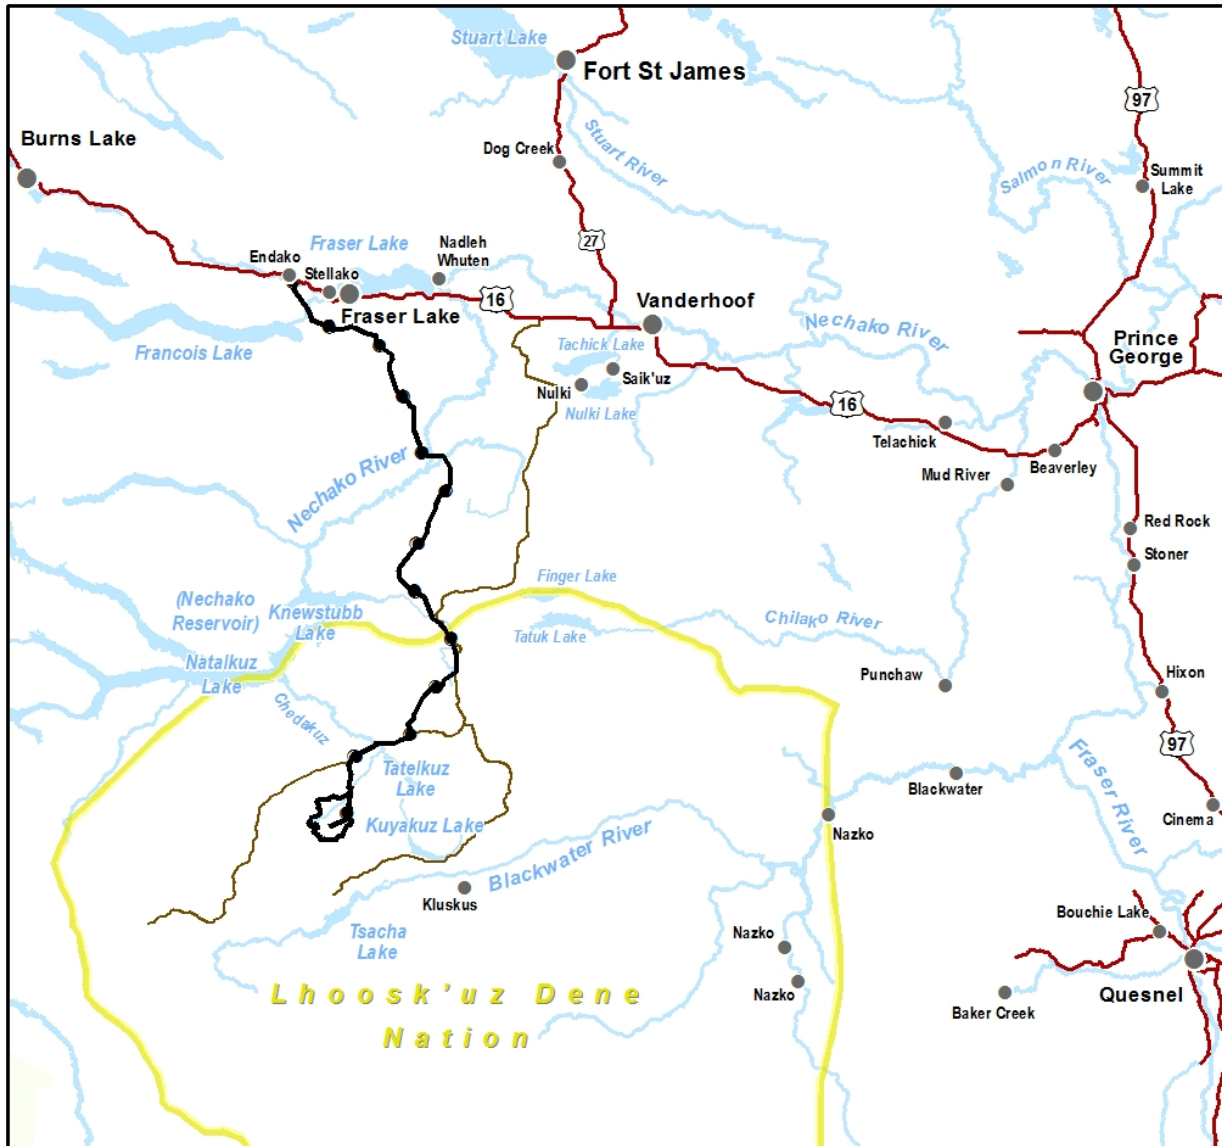 Stuart Lake
Fort St James
97
Burns Lake
Dog Creek
Stuart River
Salmon River
Summit
Lake
Endako
Fraser Lake
Nadleh
Whuten
27
Stellako
16
Vanderhoof
Fraser Lake
Francois Lake
Tachick Lake
Nechako River
Prince
George
Saik'uz
Nulki
Nulki Lake
16
Telachick
Beaverley
Mud River
Nechako River
Red Rock
Stoner
Finger Lake
(Nechako
Reservoir)
Knewstubb
Lake
Tatuk Lake
Chilako River
Natalkuz
Lake
Punchaw
Hixon
Chedakuz
97
Tatelkuz
Lake
Fraser River
Blackwater
Kuyakuz Lake
Nazko
Cinema
Blackwater River
Kluskus
Bouchie Lake
Tsacha
Lake
Nazko
Nazko
Lhoosk'uz Dene
Nation
Baker Creek
Quesnel